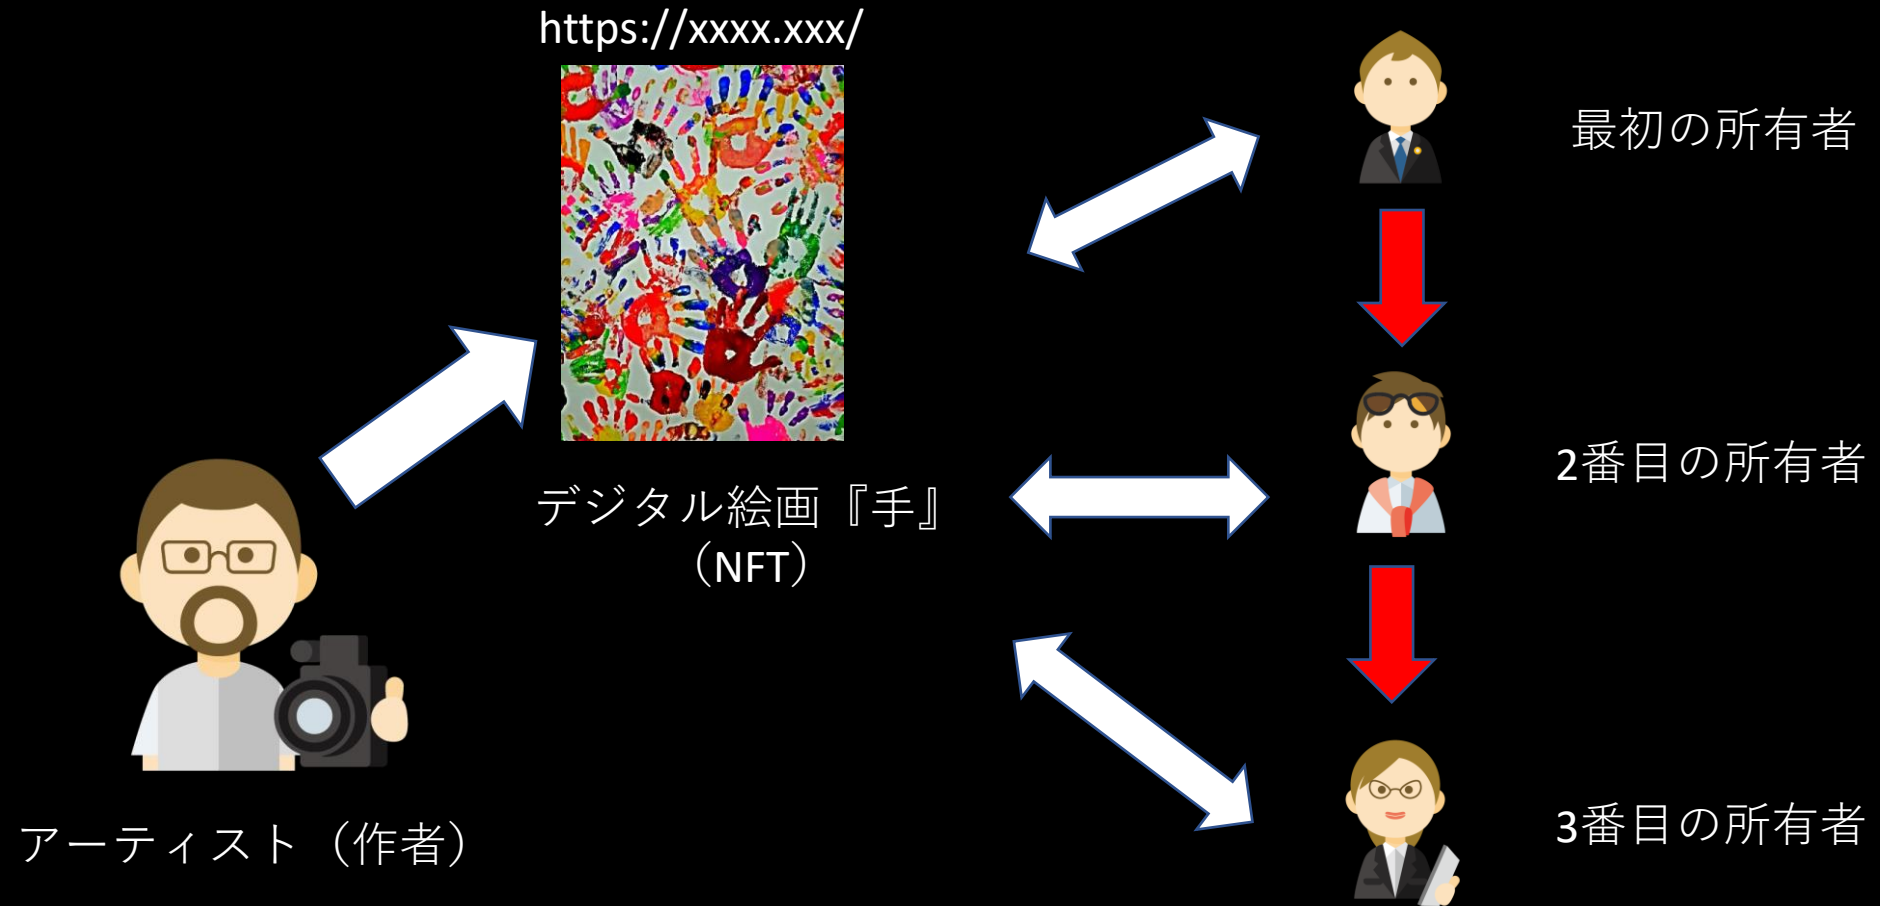 https://xxxx.xxx/
最初の所有者
2番目の所有者
デジタル絵画『手』
（NFT）
アーティスト（作者）
3番目の所有者